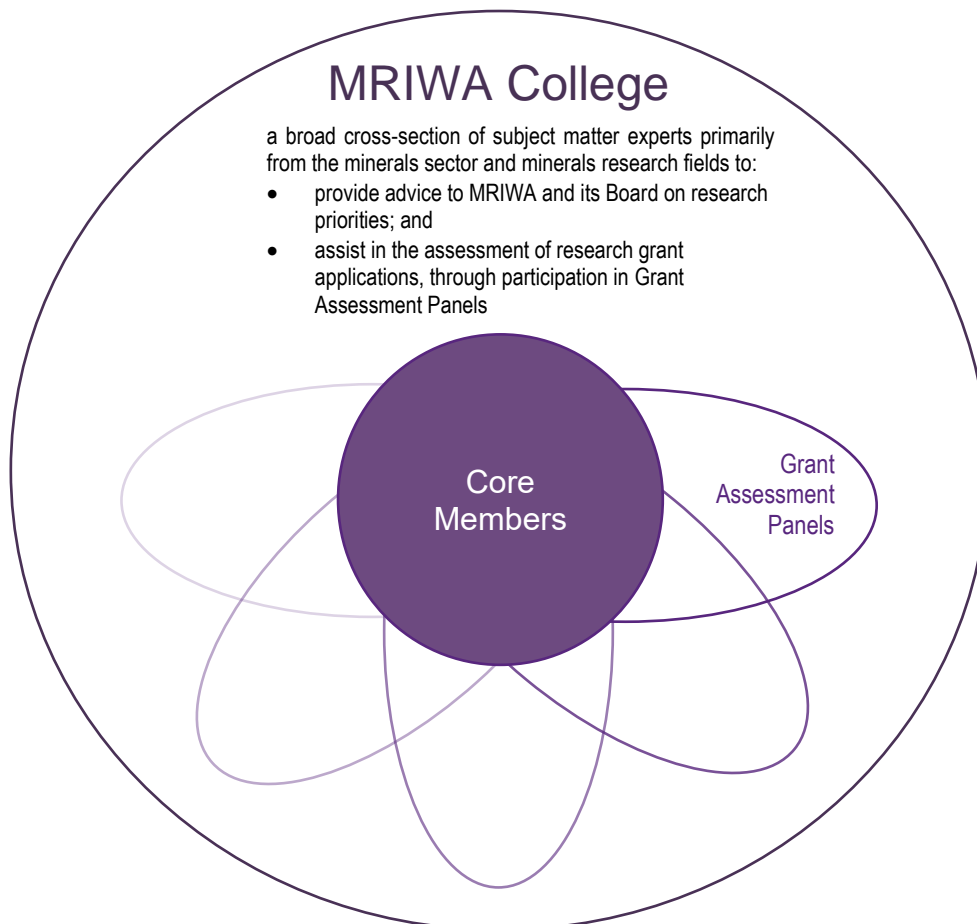 MRIWA College
a broad cross-section of subject matter experts primarily
from the minerals sector and minerals research fields to:
• provide advice to MRIWA and its Board on research
priorities; and
• assist in the assessment of research grant
applications, through participation in Grant
Assessment Panels
Core
Members
Grant
Assessment
Panels